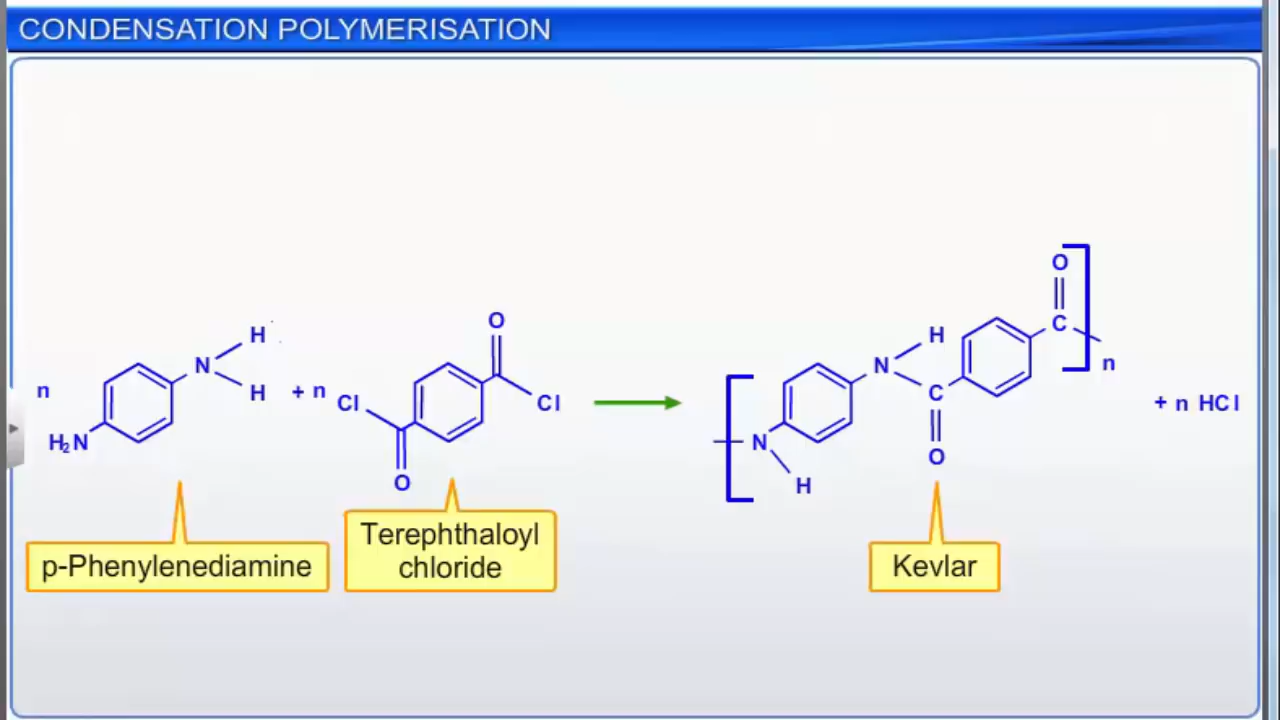 CONDENSATION POLYMERISATION
O
O
H
N
H
n
H₂N
+ n
Cl
O
Cl
O
H
N
C
n
C
O
N
H
+ n HCl
p-Phenylenediamine
Terephthaloyl
chloride
Kevlar